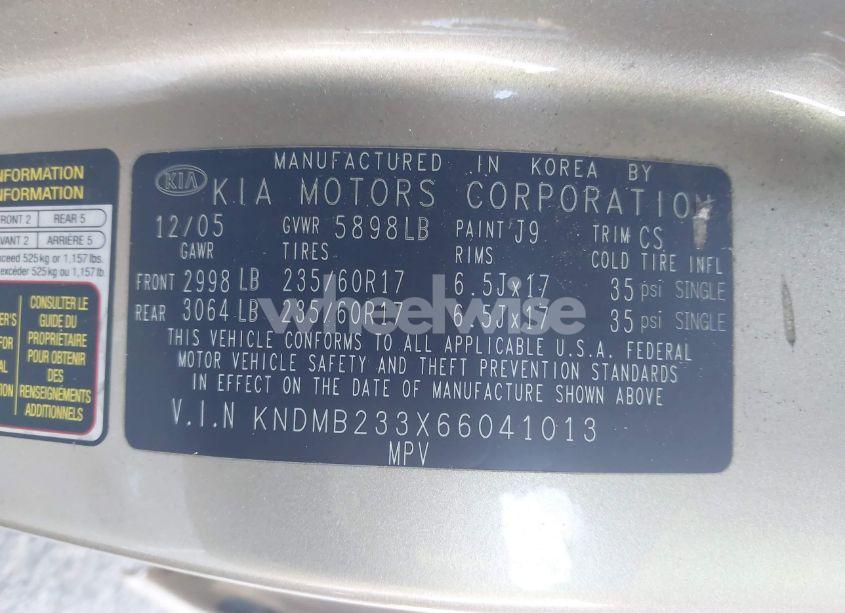 INFORMATION
INFORMATION
FRONT 2 REAR 5
AVANT 2 ARRIÈRE 5
exceed 525 kg or 1,157 lbs.
excéder 525 kg ou 1,157 lb.
CONSULTER LE
GUIDE DU
PROPRIÉTAIRE
POUR OBTENIR
DES
RENSEIGNEMENTS
ADDITIONNELS
MANUFACTURED IN KOREA BY
KIA KIA MOTORS CORPORATION
12/05 GVWR 5898LB PAINT J9 TRIM CS
GAWR TIRES RIMS COLD TIRE INFL
FRONT 2998 LB 235/60R17 6.5Jx17 35 psi SINGLE
REAR 3064 LB 235/60R17 6.5Jx17 35 psi SINGLE
wheelwise
THIS VEHICLE CONFORMS TO ALL APPLICABLE U.S.A. FEDERAL
MOTOR VEHICLE SAFETY AND THEFT PREVENTION STANDARDS
IN EFFECT ON THE DATE OF MANUFACTURE SHOWN ABOVE
V.I.N KNDMB233X66041013
MPV